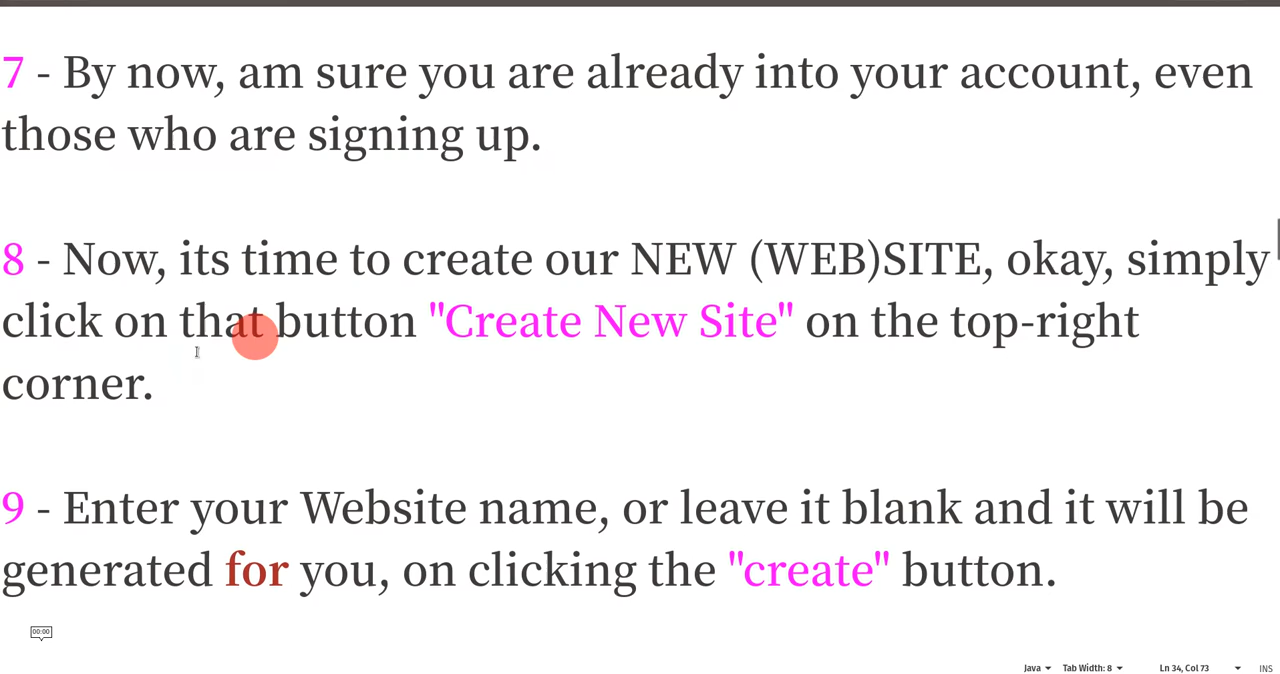 7 - By now, am sure you are already into your account, even
those who are signing up.
8 - Now, its time to create our NEW (WEB)SITE, okay, simply
click on that button "Create New Site" on the top-right
corner.
9 - Enter your Website name, or leave it blank and it will be
generated for you, on clicking the "create" button.
00:00
Java Tab Width: 8 Ln 34, Col 73 INS